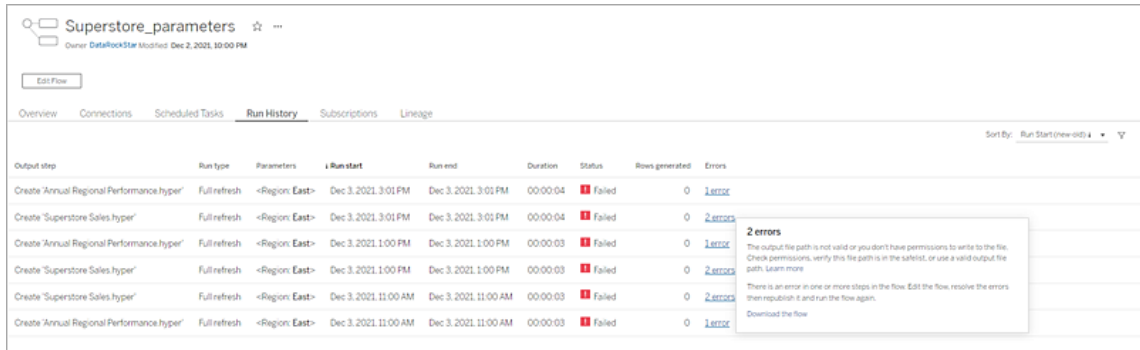 Superstore_parameters
Owner DataRockStar Modified Dec 2, 2021, 10:00 PM
Edit Flow
Overview Connections Scheduled Tasks Run History Subscriptions Lineage
Sort By: Run Start (new-old) ↓
Output step Run type Parameters ↓ Run start Run end Duration Status Rows generated Errors
Create 'Annual Regional Performance.hyper' Full refresh <Region: East> Dec 3, 2021, 3:01 PM Dec 3, 2021, 3:01 PM 00:00:04 Failed 0 1 error
Create 'Superstore Sales.hyper' Full refresh <Region: East> Dec 3, 2021, 3:01 PM Dec 3, 2021, 3:01 PM 00:00:04 Failed 0 2 errors
Create 'Annual Regional Performance.hyper' Full refresh <Region: East> Dec 3, 2021, 1:00 PM Dec 3, 2021, 1:00 PM 00:00:03 Failed 0 1 error
Create 'Superstore Sales.hyper' Full refresh <Region: East> Dec 3, 2021, 1:00 PM Dec 3, 2021, 1:00 PM 00:00:03 Failed 0 2 errors
Create 'Superstore Sales.hyper' Full refresh <Region: East> Dec 3, 2021, 11:00 AM Dec 3, 2021, 11:00 AM 00:00:03 Failed 0 2 errors
Create 'Annual Regional Performance.hyper' Full refresh <Region: East> Dec 3, 2021, 11:00 AM Dec 3, 2021, 11:00 AM 00:00:03 Failed 0 1 error
2 errors
The output file path is not valid or you don't have permissions to write to the file.
Check permissions, verify this file path is in the safelist, or use a valid output file
path. Learn more
There is an error in one or more steps in the flow. Edit the flow, resolve the errors
then republish it and run the flow again.
Download the flow